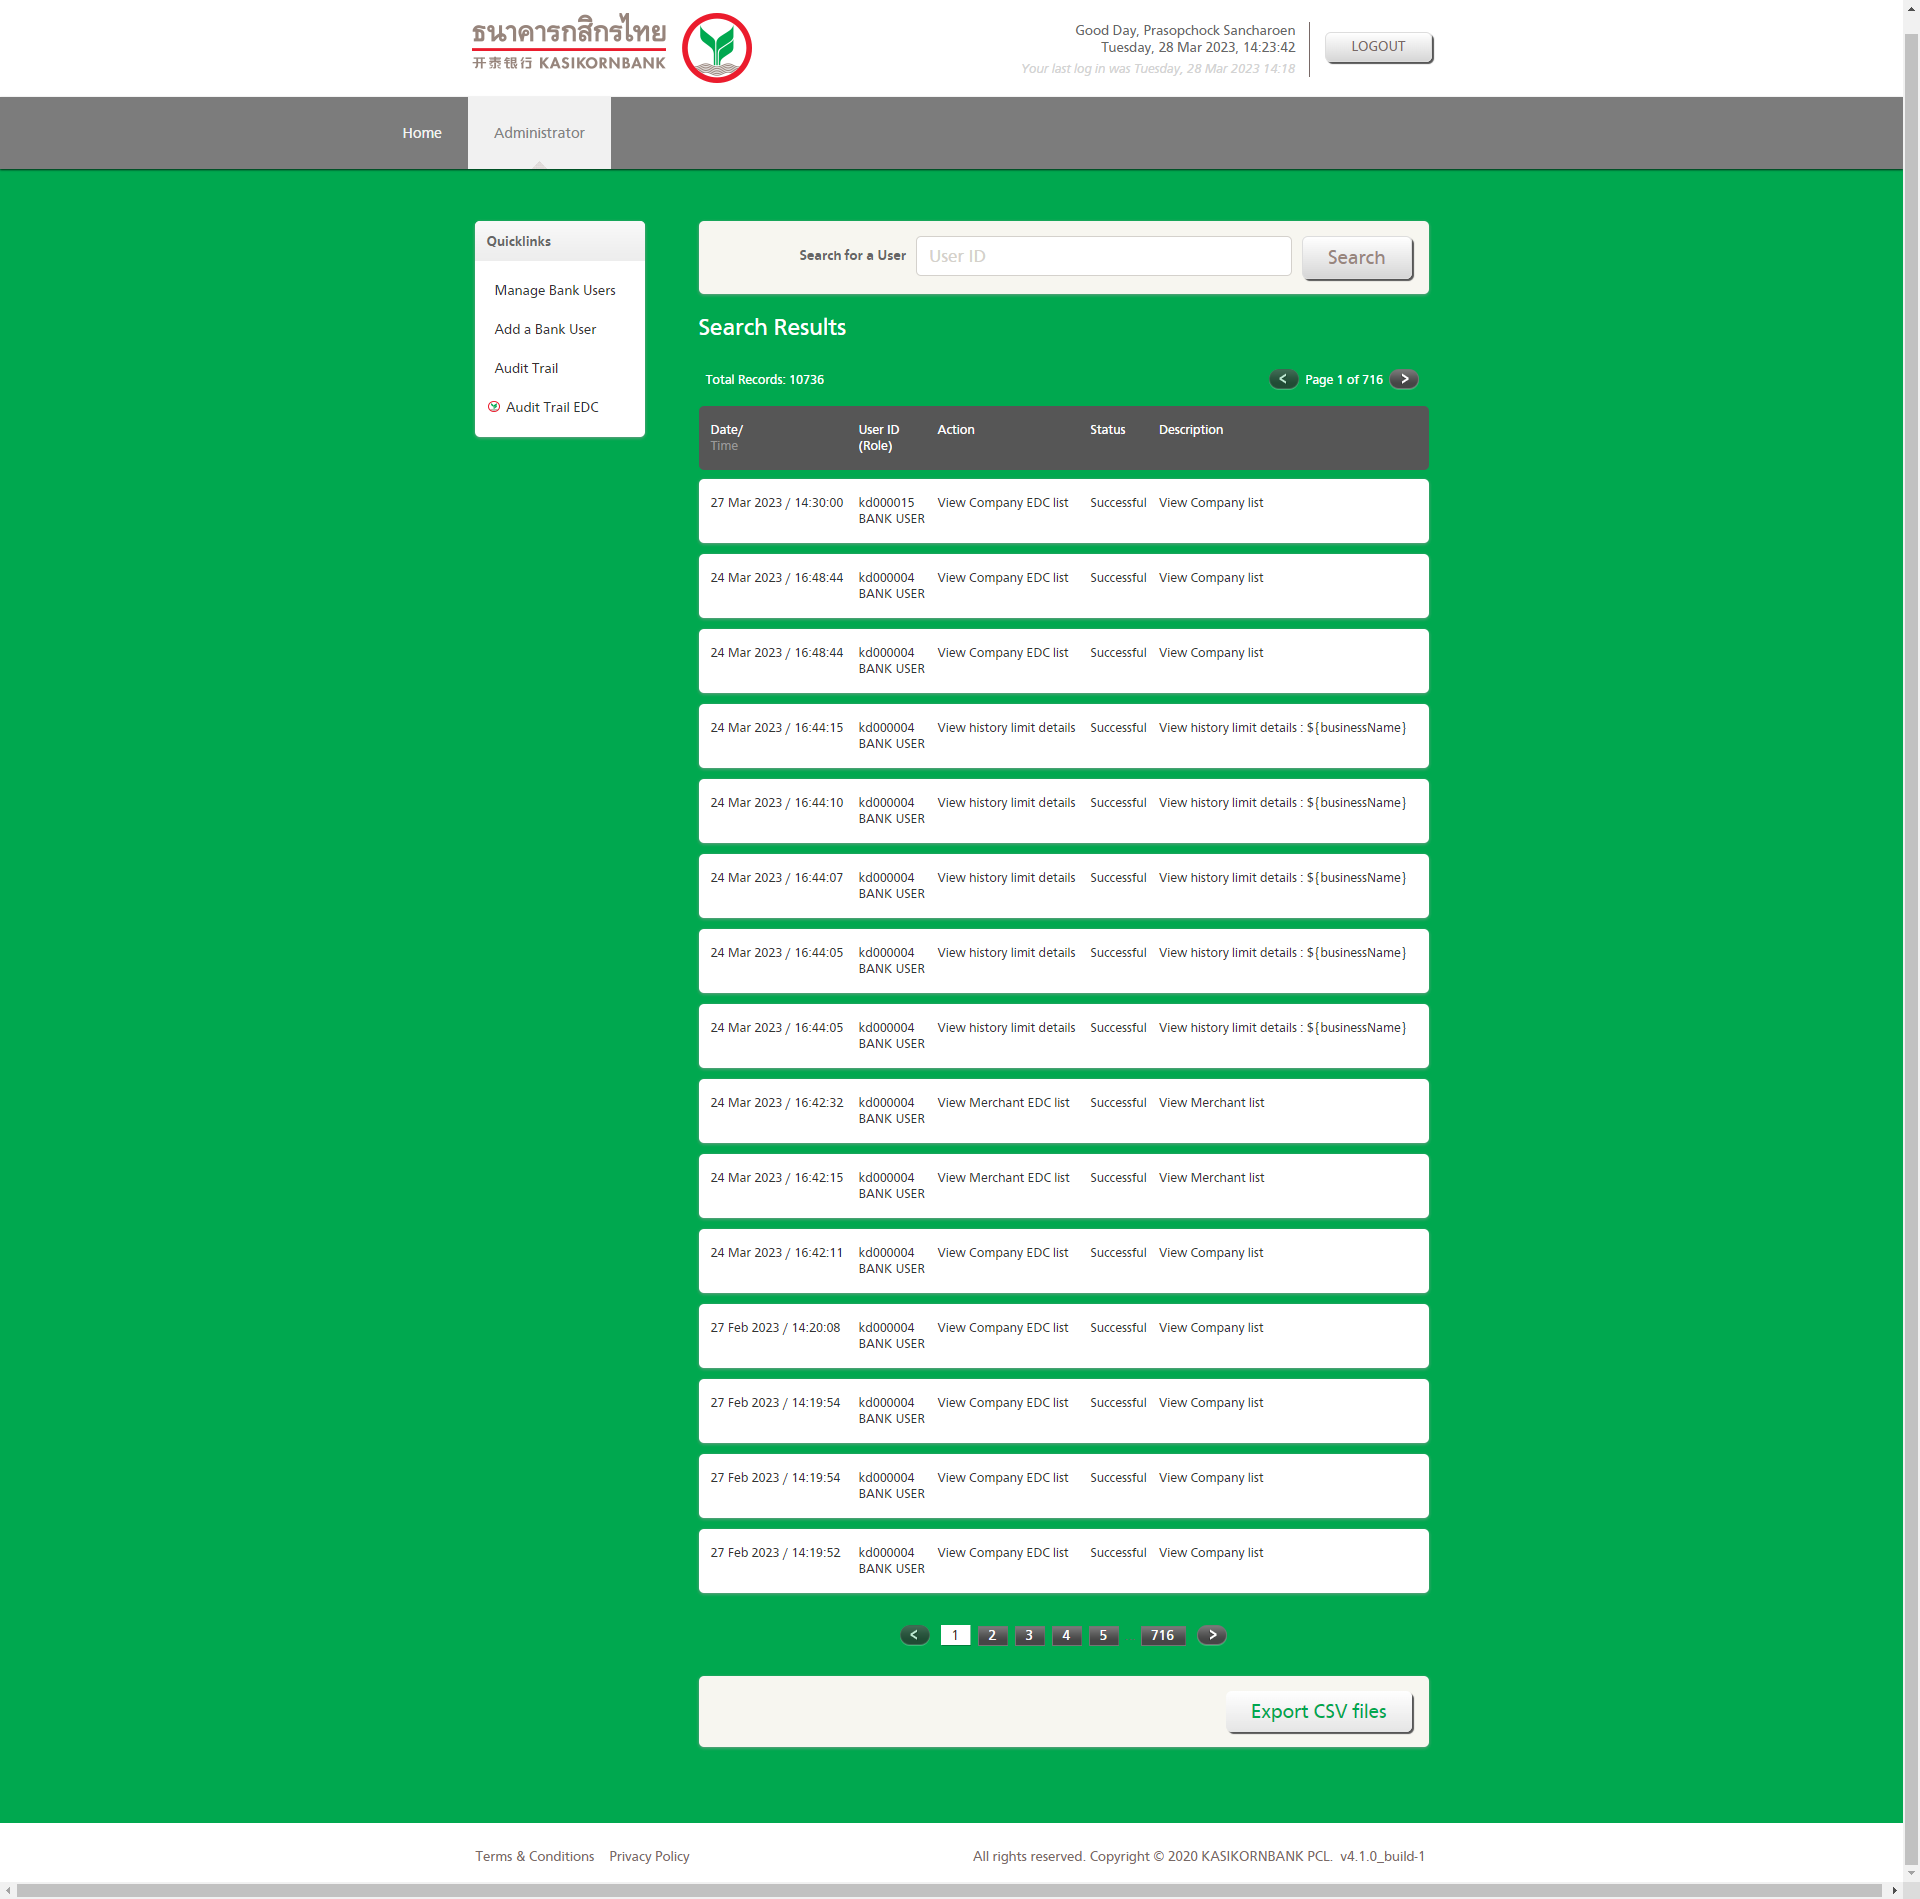 ธนาคารกสิกรไทย
开泰银行 KASIKORNBANK
Good Day, Prasopchock Sancharoen
Tuesday, 28 Mar 2023, 14:23:42
Your last log in was Tuesday, 28 Mar 2023 14:18
LOGOUT
Home Administrator
Quicklinks
Manage Bank Users
Add a Bank User
Audit Trail
Audit Trail EDC
Search for a User User ID Search
Search Results
Total Records: 10736 < Page 1 of 716 >
Date/ User ID Action Status Description
Time (Role)
27 Mar 2023 / 14:30:00 kd000015 View Company EDC list Successful View Company list
BANK USER
24 Mar 2023 / 16:48:44 kd000004 View Company EDC list Successful View Company list
BANK USER
24 Mar 2023 / 16:48:44 kd000004 View Company EDC list Successful View Company list
BANK USER
24 Mar 2023 / 16:44:15 kd000004 View history limit details Successful View history limit details : ${businessName}
BANK USER
24 Mar 2023 / 16:44:10 kd000004 View history limit details Successful View history limit details : ${businessName}
BANK USER
24 Mar 2023 / 16:44:07 kd000004 View history limit details Successful View history limit details : ${businessName}
BANK USER
24 Mar 2023 / 16:44:05 kd000004 View history limit details Successful View history limit details : ${businessName}
BANK USER
24 Mar 2023 / 16:44:05 kd000004 View history limit details Successful View history limit details : ${businessName}
BANK USER
24 Mar 2023 / 16:42:32 kd000004 View Merchant EDC list Successful View Merchant list
BANK USER
24 Mar 2023 / 16:42:15 kd000004 View Merchant EDC list Successful View Merchant list
BANK USER
24 Mar 2023 / 16:42:11 kd000004 View Company EDC list Successful View Company list
BANK USER
27 Feb 2023 / 14:20:08 kd000004 View Company EDC list Successful View Company list
BANK USER
27 Feb 2023 / 14:19:54 kd000004 View Company EDC list Successful View Company list
BANK USER
27 Feb 2023 / 14:19:54 kd000004 View Company EDC list Successful View Company list
BANK USER
27 Feb 2023 / 14:19:52 kd000004 View Company EDC list Successful View Company list
BANK USER
< 1 2 3 4 5 716 >
Export CSV files
Terms & Conditions Privacy Policy All rights reserved. Copyright © 2020 KASIKORNBANK PCL. v4.1.0_build-1